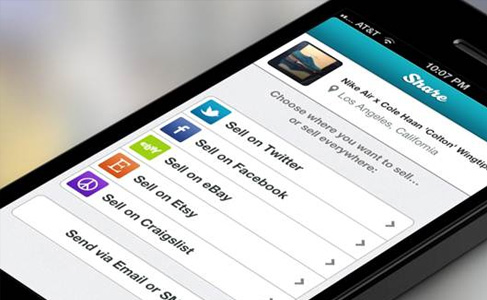 AT&T
10:07 PM
Share
Nike Air x Cole Haan 'Colton' Wingtip
Los Angeles, California
Choose where you want to sell...
or sell everywhere:
Sell on Twitter
Sell on Facebook
ebay
Sell on eBay
E
Sell on Etsy
Sell on Craigslist
Send via Email or SM